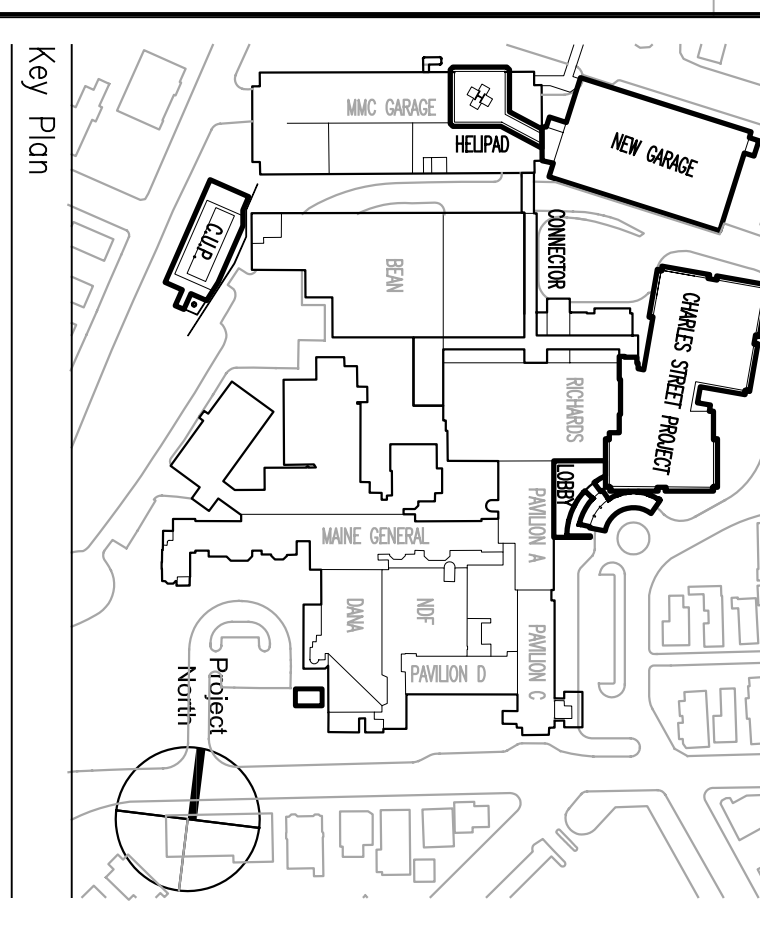 Key Plan
MMC GARAGE
HELIPAD
NEW GARAGE
C.U.P.
CONNECTOR
BEAN
CHARLES STREET PROJECT
RICHARDS
LOBBY
PAVILION A
MAINE GENERAL
DANA
NDF
PAVILION C
PAVILION D
Project
North